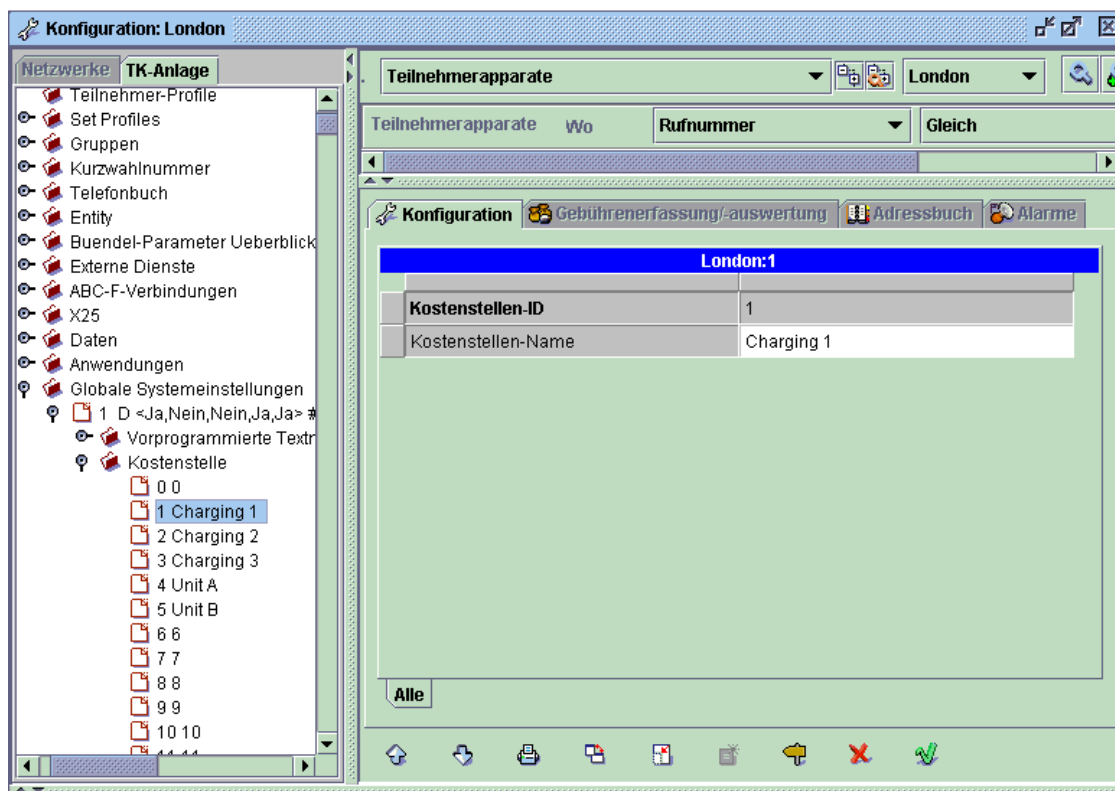 Konfiguration: London
Netzwerke TK-Anlage
Teilnehmer-Profile
Set Profiles
Gruppen
Kurzwahlnummer
Telefonbuch
Entity
Buendel-Parameter Ueberblick
Externe Dienste
ABC-F-Verbindungen
X25
Daten
Anwendungen
Globale Systemeinstellungen
1 D <Ja,Nein,Nein,Ja,Ja> #
Vorprogrammierte Textn
Kostenstelle
0 0
1 Charging 1
2 Charging 2
3 Charging 3
4 Unit A
5 Unit B
6 6
7 7
8 8
9 9
10 10
11 11
Teilnehmerapparate London
Teilnehmerapparate Wo Rufnummer Gleich
Konfiguration Gebührenerfassung/-auswertung Adressbuch Alarme
London:1
Kostenstellen-ID 1
Kostenstellen-Name Charging 1
Alle